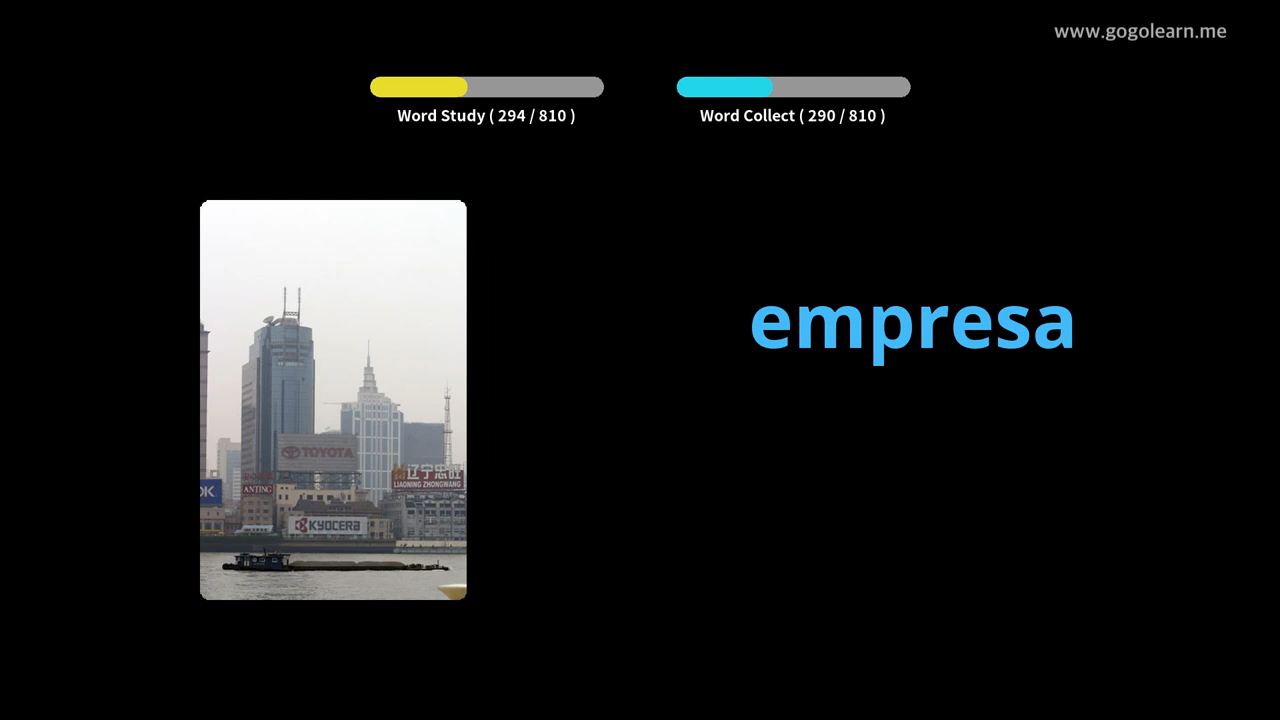 www.gogolearn.me
Word Study ( 294 / 810 )
Word Collect ( 290 / 810 )
empresa
TOYOTA
辽宁忠旺
LIAONING ZHONGWANG
OK
ANTING
KYOCERA